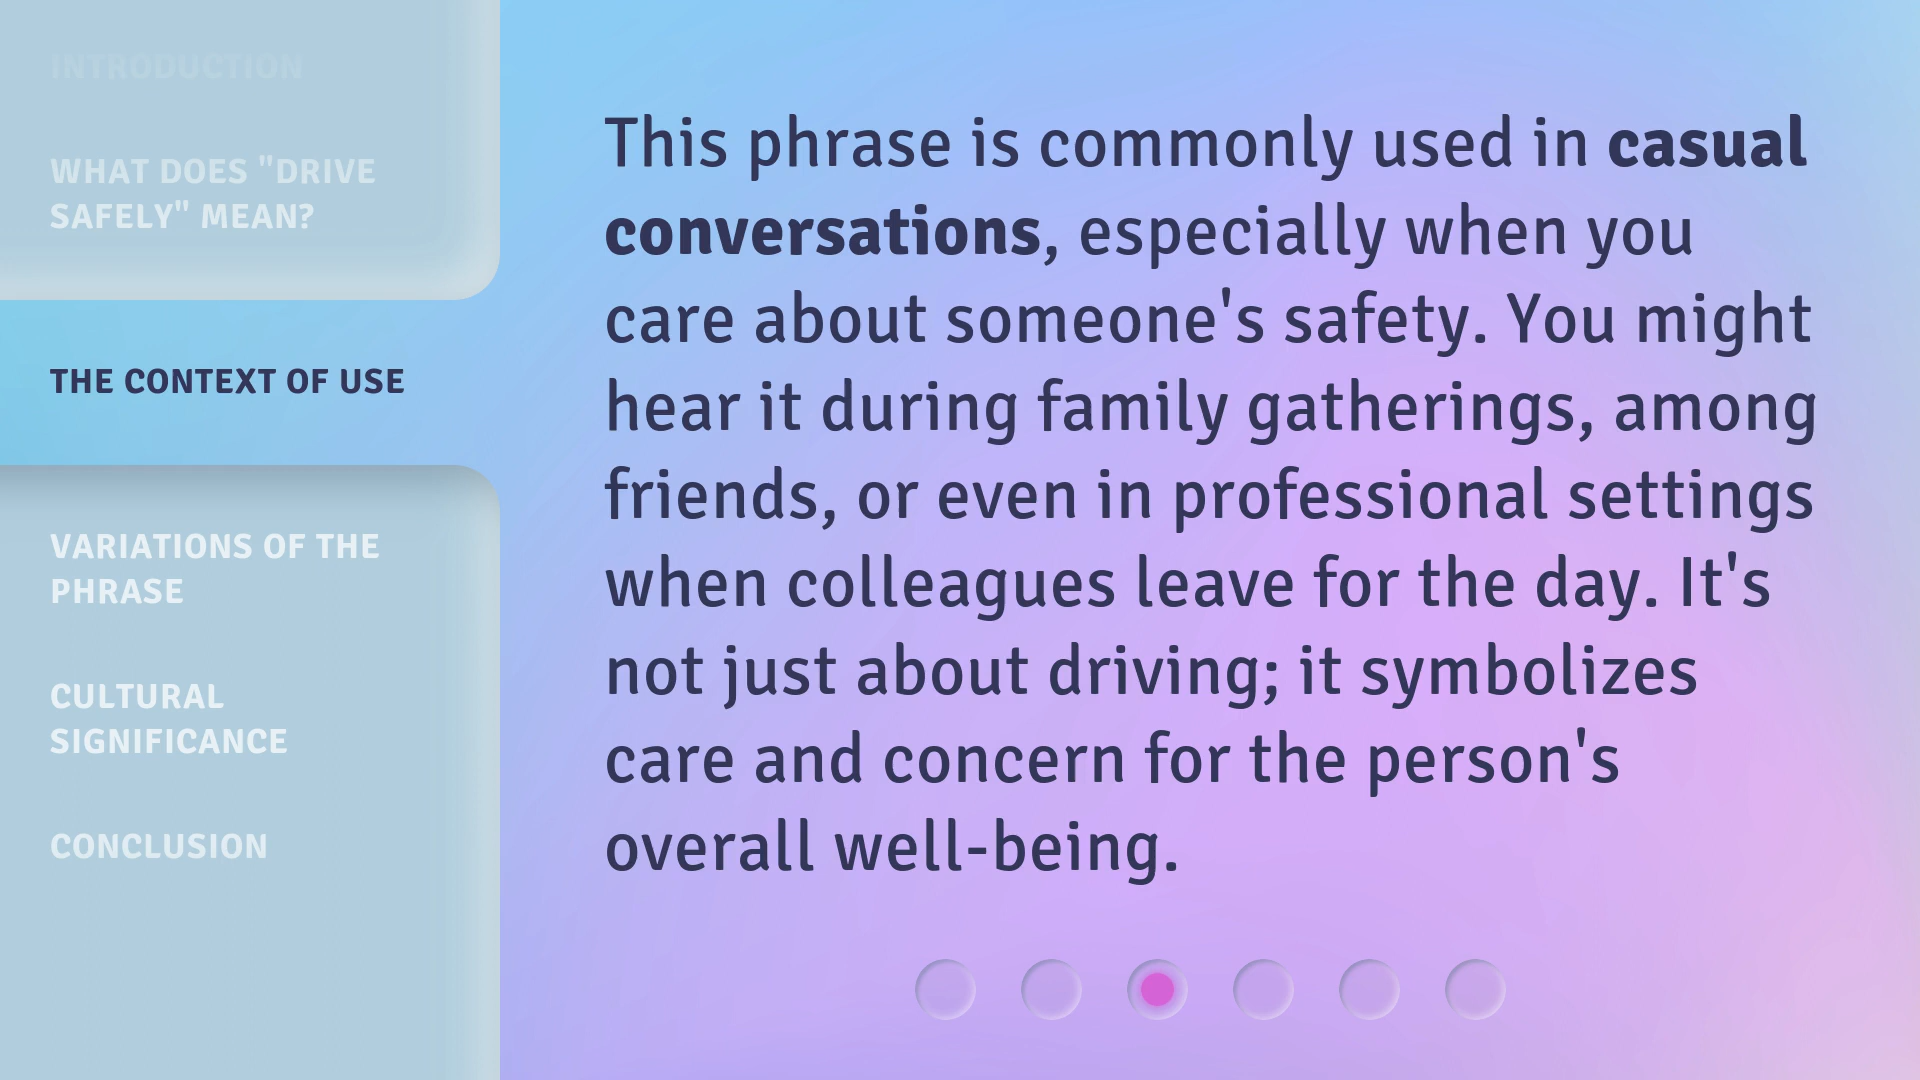 INTRODUCTION
WHAT DOES "DRIVE
SAFELY" MEAN?
THE CONTEXT OF USE
VARIATIONS OF THE
PHRASE
CULTURAL
SIGNIFICANCE
CONCLUSION
This phrase is commonly used in casual
conversations, especially when you
care about someone's safety. You might
hear it during family gatherings, among
friends, or even in professional settings
when colleagues leave for the day. It's
not just about driving; it symbolizes
care and concern for the person's
overall well-being.